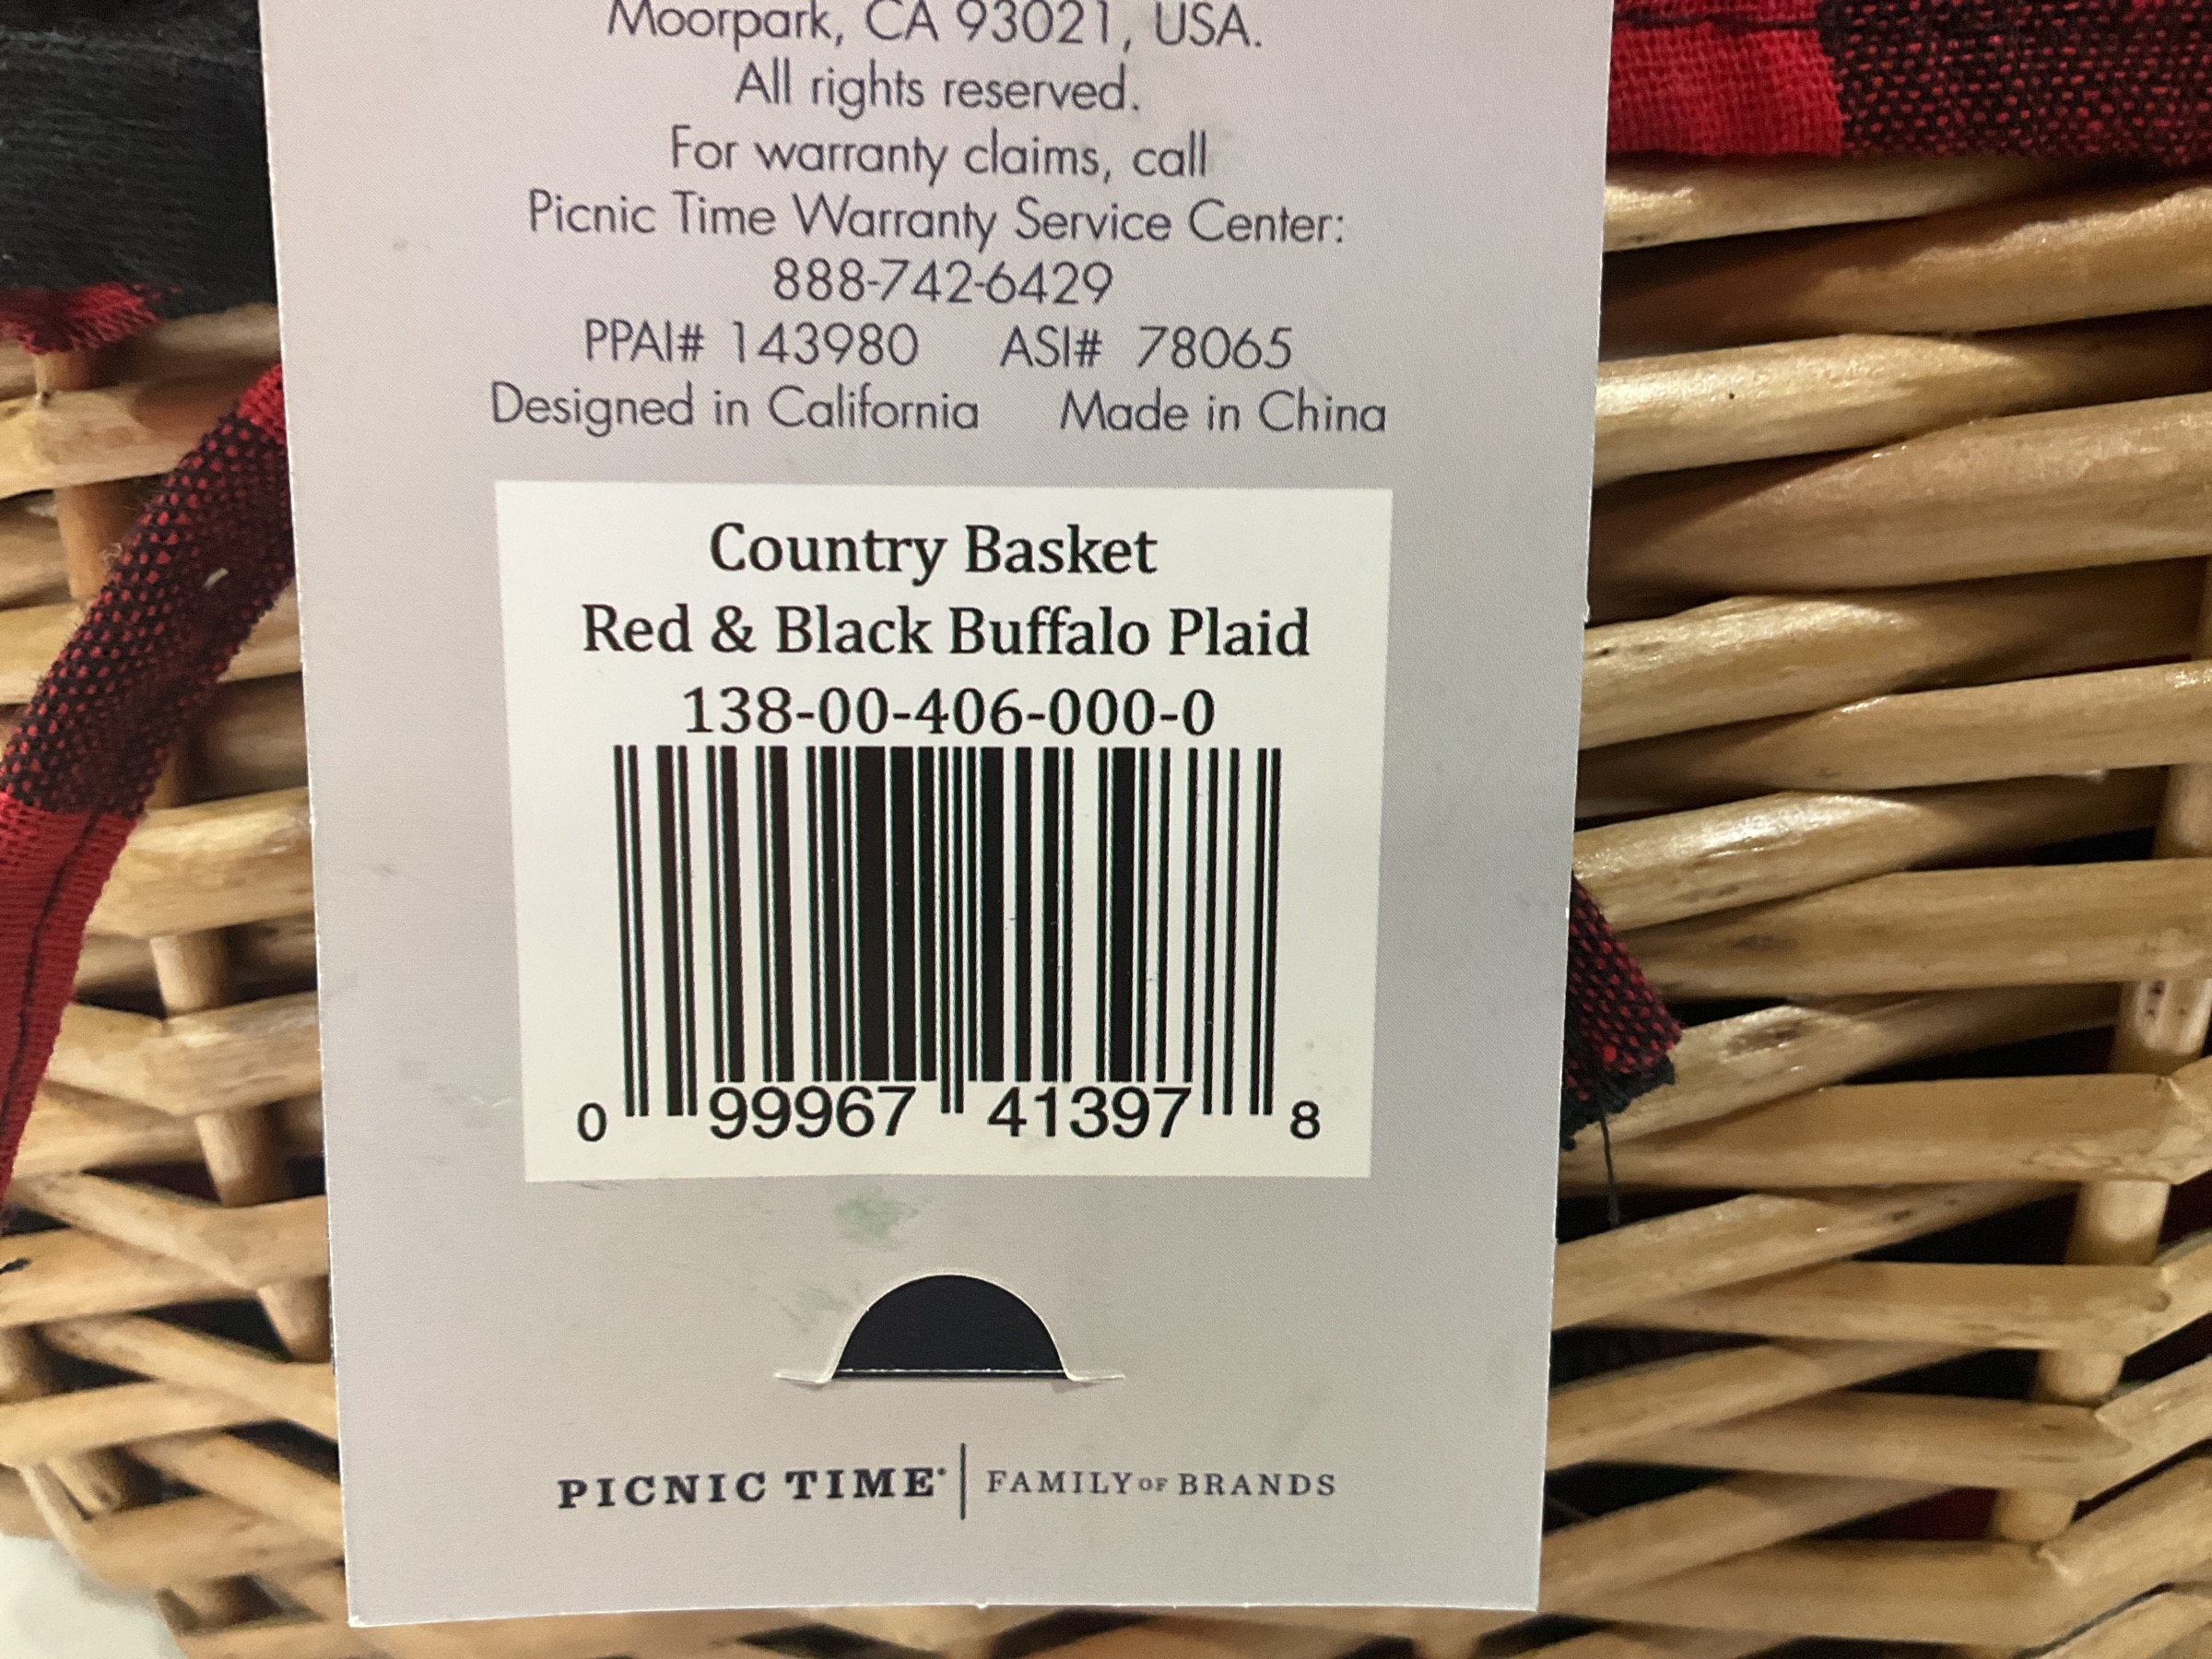 Moorpark, CA 93021, USA.
All rights reserved.
For warranty claims, call
Picnic Time Warranty Service Center:
888-742-6429
PPAI# 143980 ASI# 78065
Designed in California Made in China
Country Basket
Red & Black Buffalo Plaid
138-00-406-000-0
0 99967 41397 8
PICNIC TIME® | FAMILY OF BRANDS